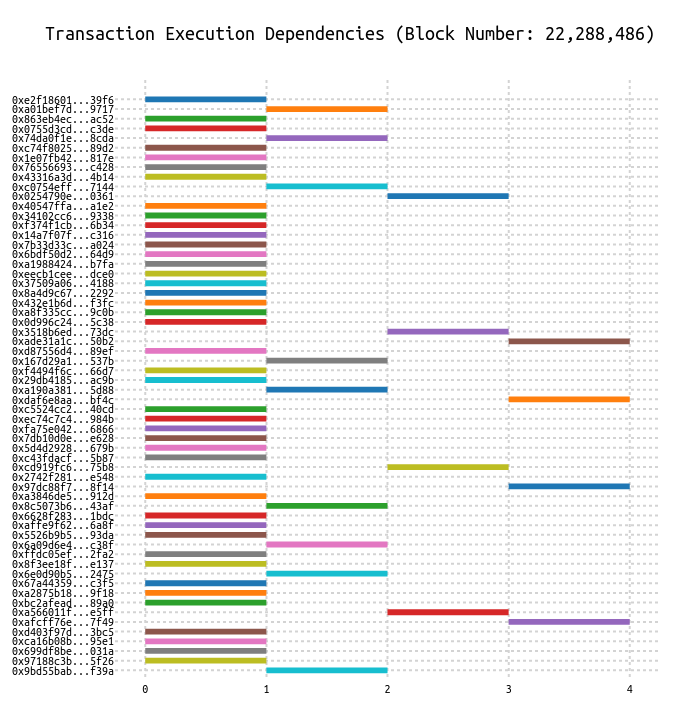 Transaction Execution Dependencies (Block Number: 22,288,486)
0xe2f18601...39f6
0xa01bef7d...9717
0x863eb4ec...ac52
0x0755d3cd...c3de
0x74da0f1e...8cda
0xc74f8025...89d2
0x1e07fb42...817e
0x76556693...c428
0x43316a3d...4b14
0xc0754eff...7144
0x0254790e...0361
0x40547ffa...a1e2
0x34102cc6...9338
0xf374f1cb...6b34
0x14a7f07f...c316
0x7b33d33c...a024
0x6bdf50d2...64d9
0xa1988424...b7fa
0xeecb1cee...dce0
0x37509a06...4188
0x8a4d9c67...2292
0x432e1b6d...f3fc
0xa8f335cc...9c0b
0x0d996c24...5c38
0x3518b6ed...73dc
0xade31a1c...50b2
0xd87556d4...89ef
0x167d29a1...537b
0xf4494f6c...66d7
0x29db4185...ac9b
0xa190a381...5d88
0xdaf6e8aa...bf4c
0xc5524cc2...40cd
0xec74c7c4...984b
0xfa75e042...6866
0x7db10d0e...e628
0x5d4d2928...679b
0xc43fdacf...5b87
0xcd919fc6...75b8
0x2742f281...e548
0x97dc88f7...8f14
0xa3846de5...912d
0x8c5073b6...43af
0x6628f283...1bdc
0xaffe9f62...6a8f
0x5526b9b5...93da
0x6a09d6e4...c38f
0xffdc05ef...2fa2
0x8f3ee18f...e137
0x6e0d90b5...2475
0x67a44359...c3f5
0xa2875b18...9f18
0xbc2afead...89a0
0xa566011f...e5ff
0xafcff76e...7f49
0xd403f97d...3bc5
0xca16b08b...95e1
0x699df8be...031a
0x97188c3b...5f26
0x9bd55bab...f39a
0 1 2 3 4